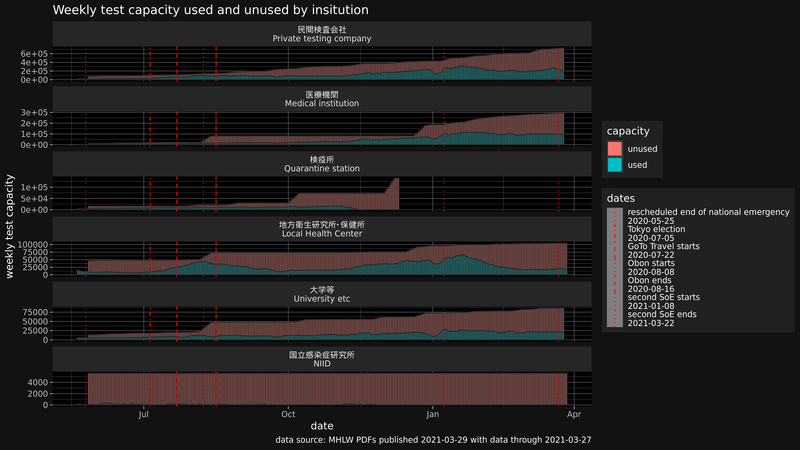 Weekly test capacity used and unused by insitution
民間検査会社
Private testing company
6e+05
4e+05
2e+05
0e+00
医療機関
Medical institution
3e+05
2e+05
1e+05
0e+00
検疫所
Quarantine station
1e+05
5e+04
0e+00
地方衛生研究所･保健所
Local Health Center
100000
75000
50000
25000
0
大学等
University etc
75000
50000
25000
0
国立感染症研究所
NIID
4000
2000
0
Jul
Oct
Jan
Apr
date
weekly test capacity
data source: MHLW PDFs published 2021-03-29 with data through 2021-03-27
capacity
unused
used
dates
rescheduled end of national emergency
2020-05-25
Tokyo election
2020-07-05
GoTo Travel starts
2020-07-22
Obon starts
2020-08-08
Obon ends
2020-08-16
second SoE starts
2021-01-08
second SoE ends
2021-03-22